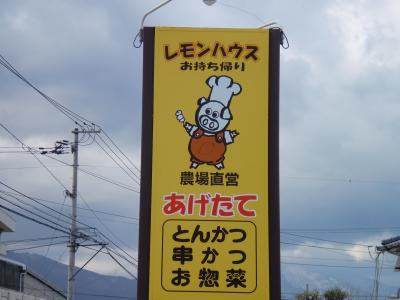 レモンハウス
お持ち帰り
農場直営
あげたて
とんかつ
串かつ
お惣菜